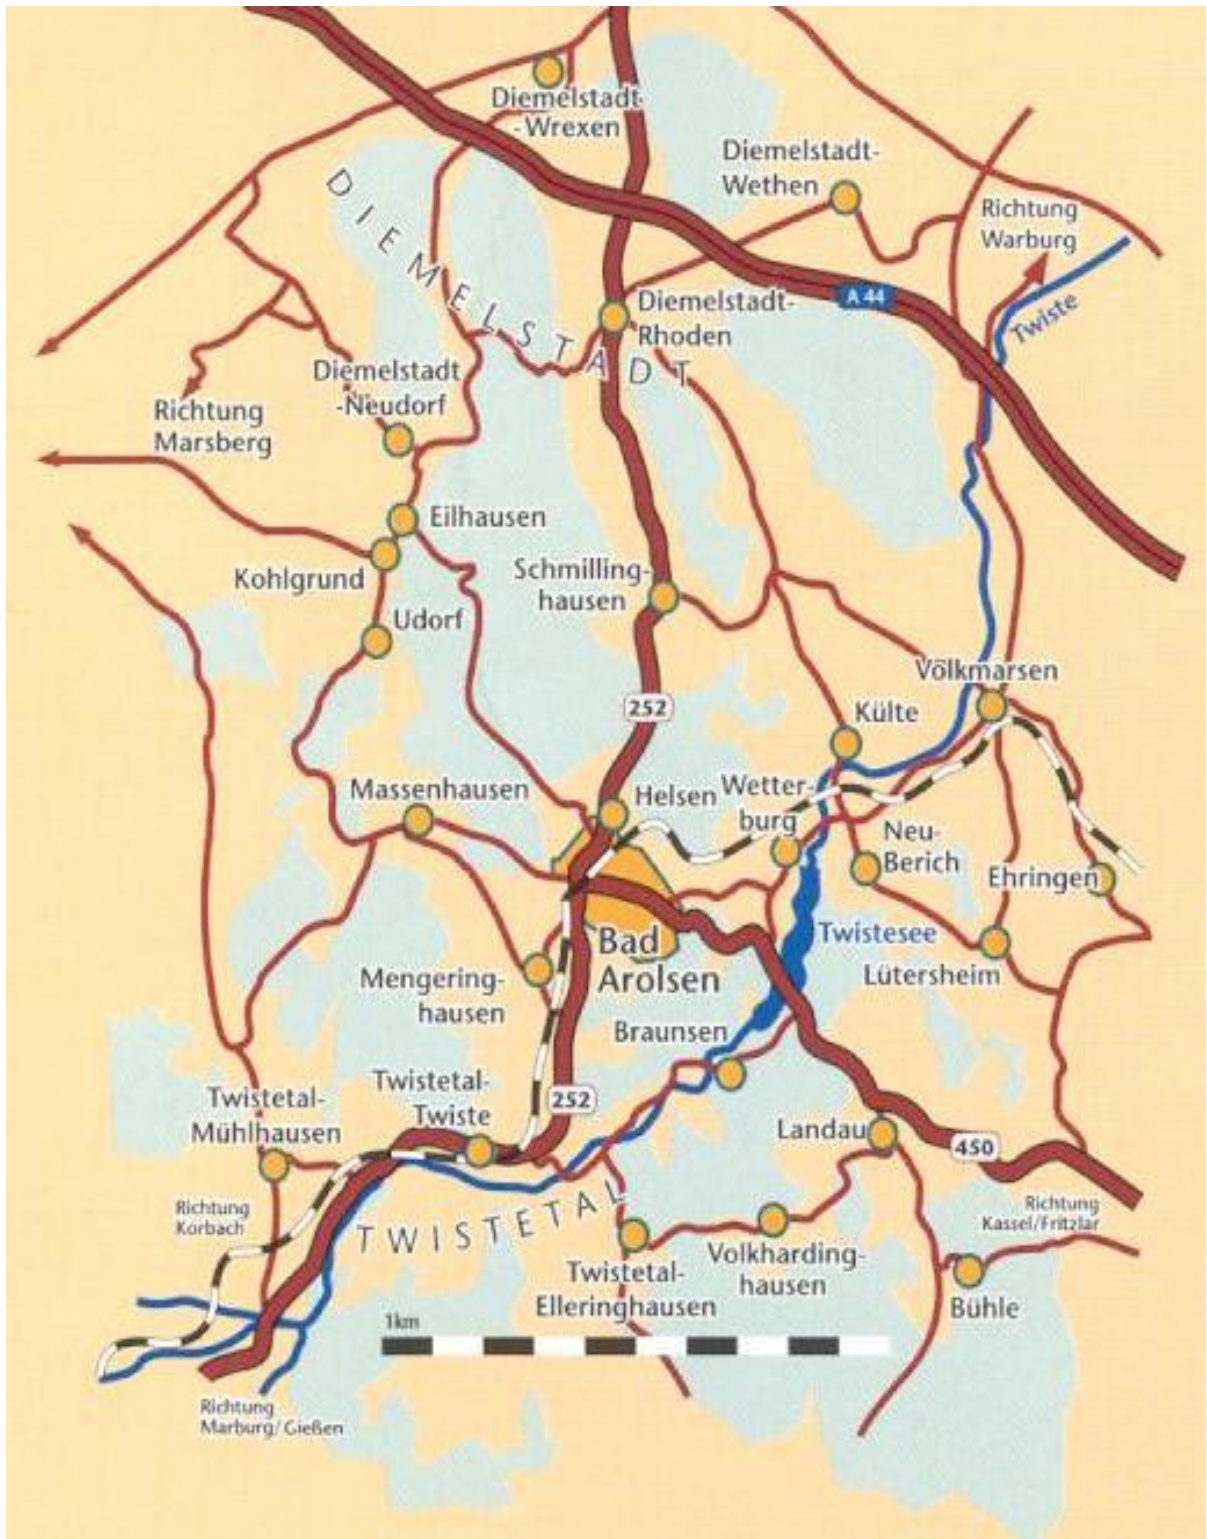 Diemelstadt
-Wrexen
Diemelstadt-
Wethen
Richtung
Warburg
DIEMELSTADT
A 44
Twiste
Diemelstadt-
Rhoden
Diemelstadt
-Neudorf
Richtung
Marsberg
Eilhausen
Kohlgrund
Schmilling-
hausen
Udorf
Völkmarsen
252
Külte
Massenhausen
Helsen
Wetter-
burg
Neu-
Berich
Ehringen
Bad
Arolsen
Twistesee
Lütersheim
Mengering-
hausen
Braunsen
Twistetal-
Twiste
252
Twistetal-
Mühlhausen
Landau
450
Richtung
Korbach
Richtung
Kassel/Fritzlar
TWISTETAL
Volkharding-
hausen
Twistetal-
Elleringhausen
Bühle
1km
Richtung
Marburg/Gießen